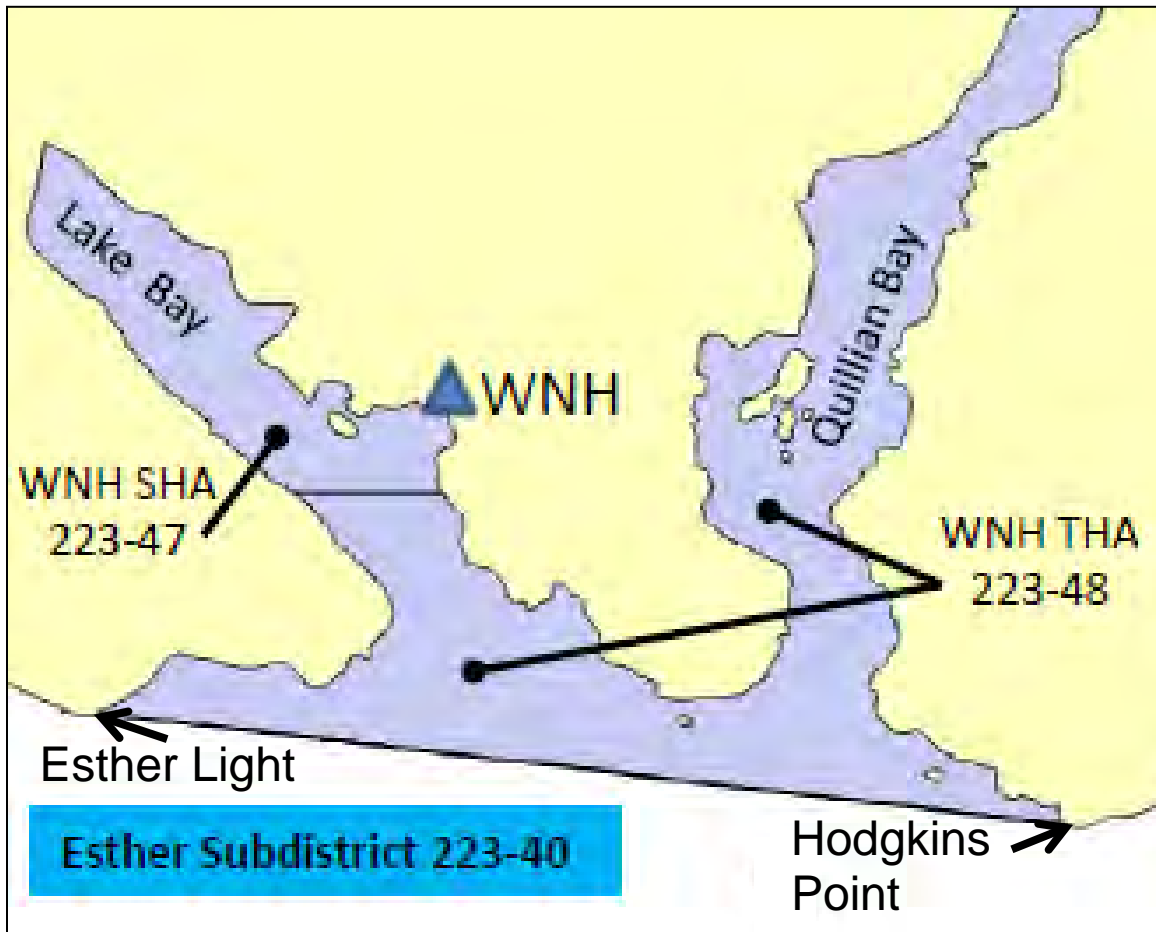 Lake Bay
Quillian Bay
WNH
WNH SHA
223-47
WNH THA
223-48
Esther Light
Esther Subdistrict 223-40
Hodgkins
Point